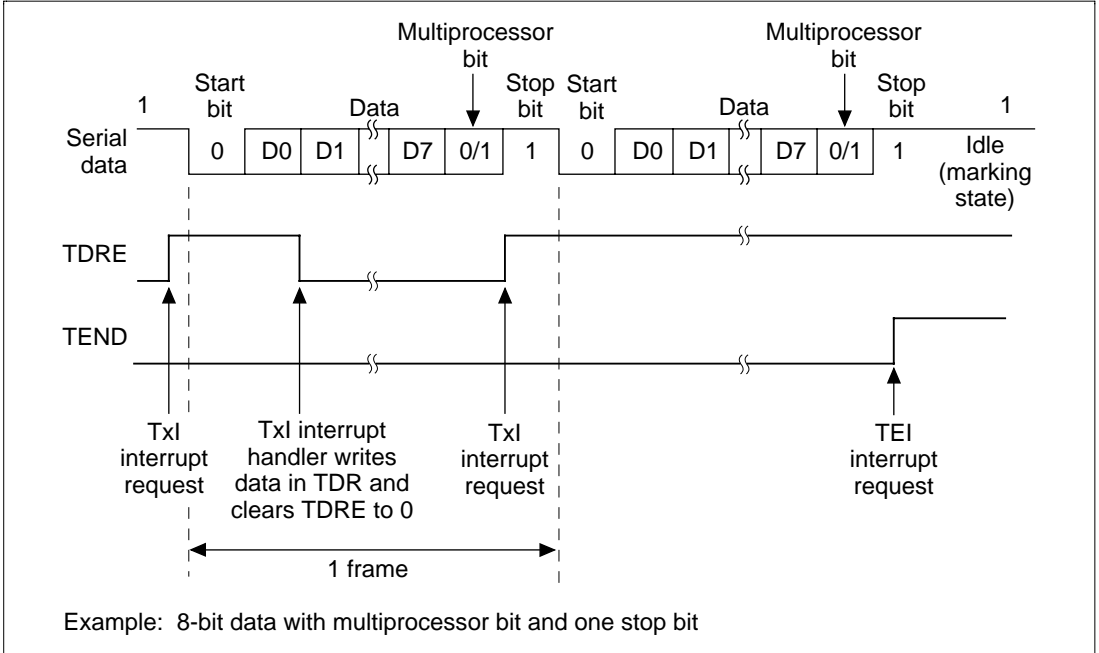 Multiprocessor bit
Multiprocessor bit
1
Start bit
Data
Stop bit
Start bit
Data
Stop bit
1
Serial data
0
D0
D1
D7
0/1
1
0
D0
D1
D7
0/1
1
Idle (marking state)
TDRE
TEND
TxI interrupt request
TxI interrupt handler writes data in TDR and clears TDRE to 0
TxI interrupt request
TEI interrupt request
1 frame
Example: 8-bit data with multiprocessor bit and one stop bit